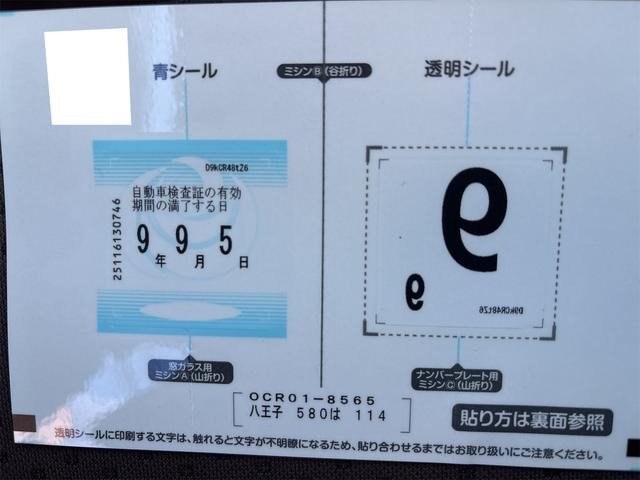 青シール
ミシンB(谷折り)
透明シール
D9kCR48tZ6
自動車検査証の有効
期間の満了する日
9年 9月 5日
25116130746
9
9
D9kCR48tZ6
窓ガラス用
ミシンA(山折り)
ナンバープレート用
ミシンC(山折り)
OCR01-8565
八王子 580は 114
貼り方は裏面参照
透明シールに印刷する文字は、触れると文字が不明瞭になるため、貼り合わせるまではお取り扱いにご注意ください。